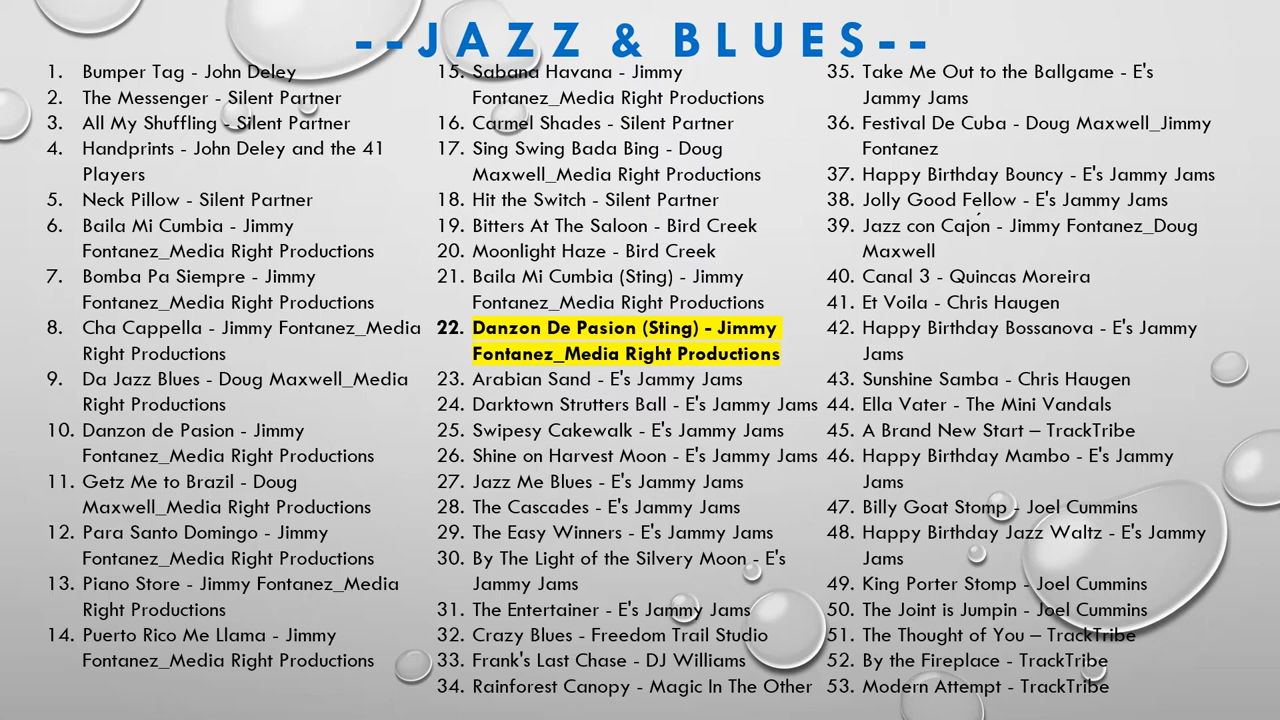 --JAZZ & BLUES--
1. Bumper Tag - John Deley
2. The Messenger - Silent Partner
3. All My Shuffling - Silent Partner
4. Handprints - John Deley and the 41
Players
5. Neck Pillow - Silent Partner
6. Baila Mi Cumbia - Jimmy
Fontanez_Media Right Productions
7. Bomba Pa Siempre - Jimmy
Fontanez_Media Right Productions
8. Cha Cappella - Jimmy Fontanez_Media
Right Productions
9. Da Jazz Blues - Doug Maxwell_Media
Right Productions
10. Danzon de Pasion - Jimmy
Fontanez_Media Right Productions
11. Getz Me to Brazil - Doug
Maxwell_Media Right Productions
12. Para Santo Domingo - Jimmy
Fontanez_Media Right Productions
13. Piano Store - Jimmy Fontanez_Media
Right Productions
14. Puerto Rico Me Llama - Jimmy
Fontanez_Media Right Productions
15. Sabana Havana - Jimmy
Fontanez_Media Right Productions
16. Carmel Shades - Silent Partner
17. Sing Swing Bada Bing - Doug
Maxwell_Media Right Productions
18. Hit the Switch - Silent Partner
19. Bitters At The Saloon - Bird Creek
20. Moonlight Haze - Bird Creek
21. Baila Mi Cumbia (Sting) - Jimmy
Fontanez_Media Right Productions
22. Danzon De Pasion (Sting) - Jimmy
Fontanez_Media Right Productions
23. Arabian Sand - E's Jammy Jams
24. Darktown Strutters Ball - E's Jammy Jams
25. Swipesy Cakewalk - E's Jammy Jams
26. Shine on Harvest Moon - E's Jammy Jams
27. Jazz Me Blues - E's Jammy Jams
28. The Cascades - E's Jammy Jams
29. The Easy Winners - E's Jammy Jams
30. By The Light of the Silvery Moon - E's
Jammy Jams
31. The Entertainer - E's Jammy Jams
32. Crazy Blues - Freedom Trail Studio
33. Frank's Last Chase - DJ Williams
34. Rainforest Canopy - Magic In The Other
35. Take Me Out to the Ballgame - E's
Jammy Jams
36. Festival De Cuba - Doug Maxwell_Jimmy
Fontanez
37. Happy Birthday Bouncy - E's Jammy Jams
38. Jolly Good Fellow - E's Jammy Jams
39. Jazz con Cajón - Jimmy Fontanez_Doug
Maxwell
40. Canal 3 - Quincas Moreira
41. Et Voila - Chris Haugen
42. Happy Birthday Bossanova - E's Jammy
Jams
43. Sunshine Samba - Chris Haugen
44. Ella Vater - The Mini Vandals
45. A Brand New Start – TrackTribe
46. Happy Birthday Mambo - E's Jammy
Jams
47. Billy Goat Stomp - Joel Cummins
48. Happy Birthday Jazz Waltz - E's Jammy
Jams
49. King Porter Stomp - Joel Cummins
50. The Joint is Jumpin - Joel Cummins
51. The Thought of You – TrackTribe
52. By the Fireplace - TrackTribe
53. Modern Attempt - TrackTribe